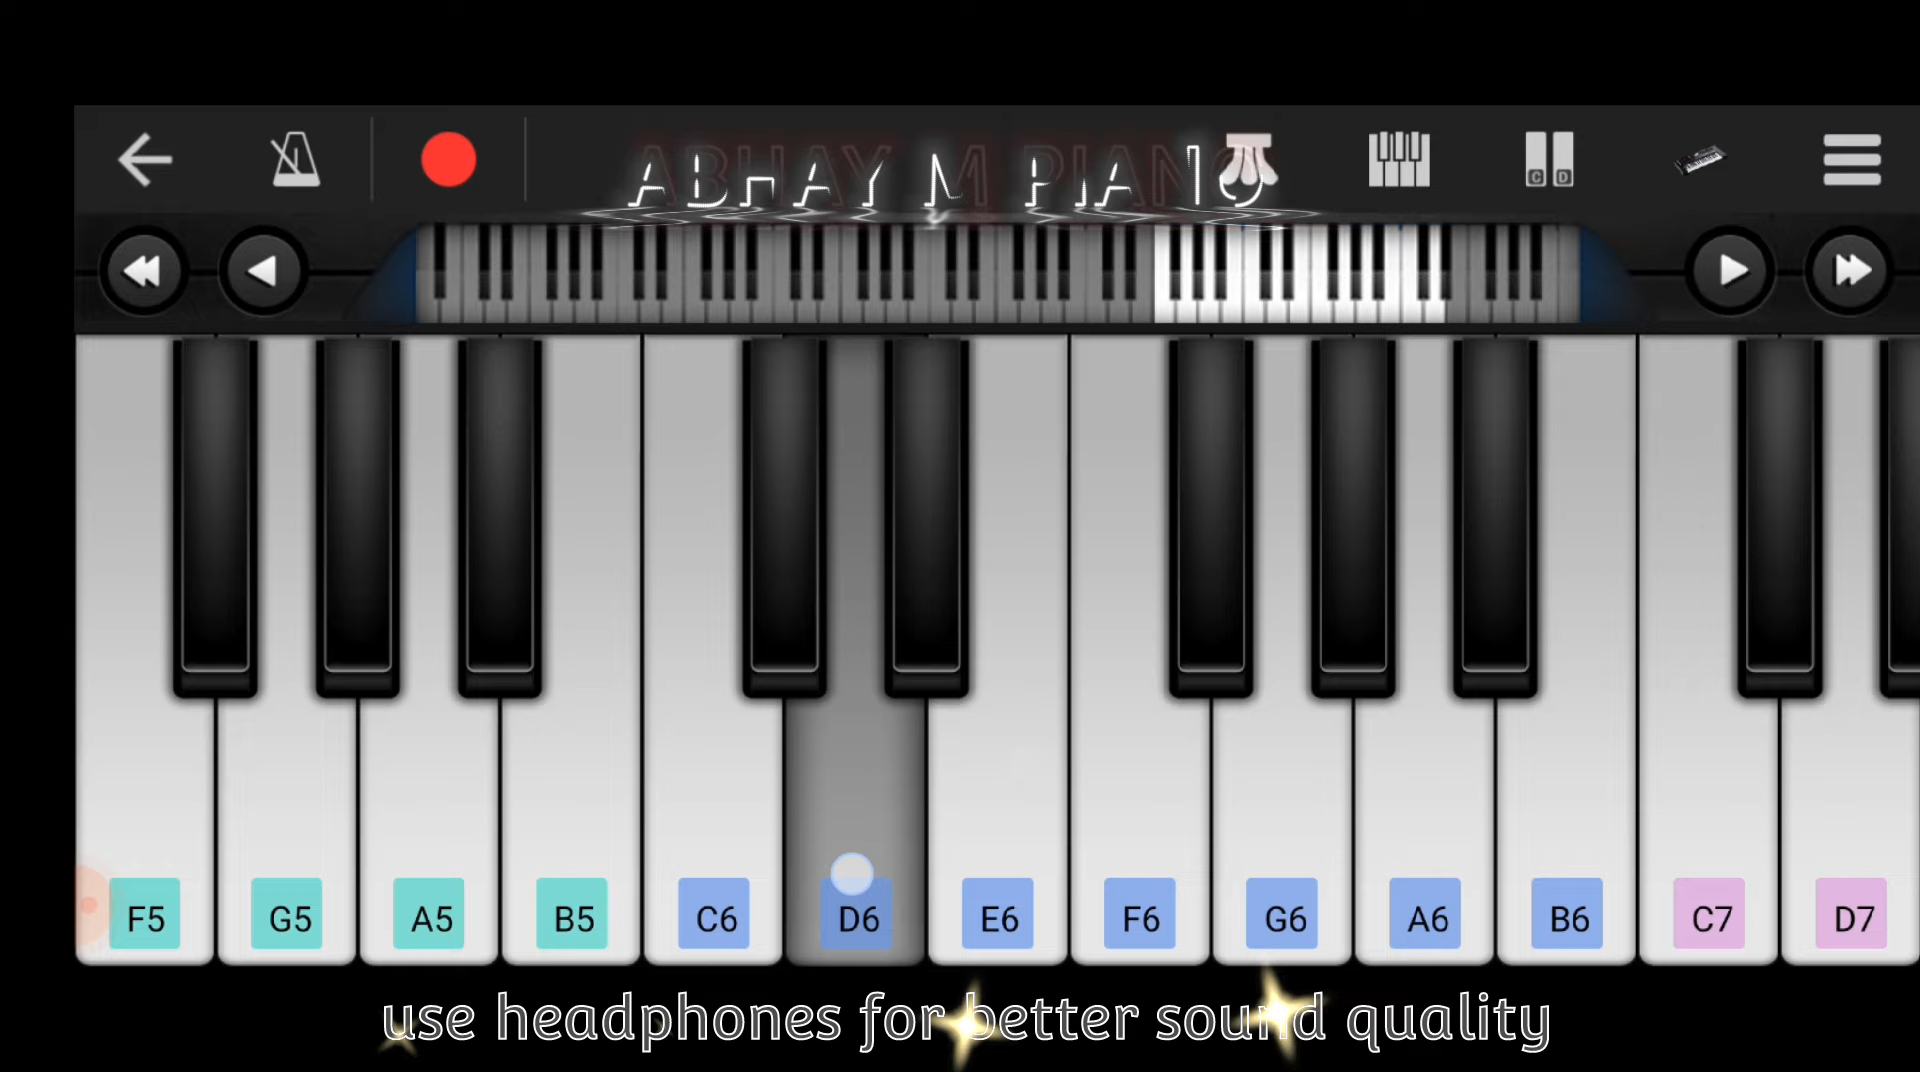 ABHAY M PIANO
C D
F5 G5 A5 B5 C6 D6 E6 F6 G6 A6 B6 C7 D7
use headphones for better sound quality